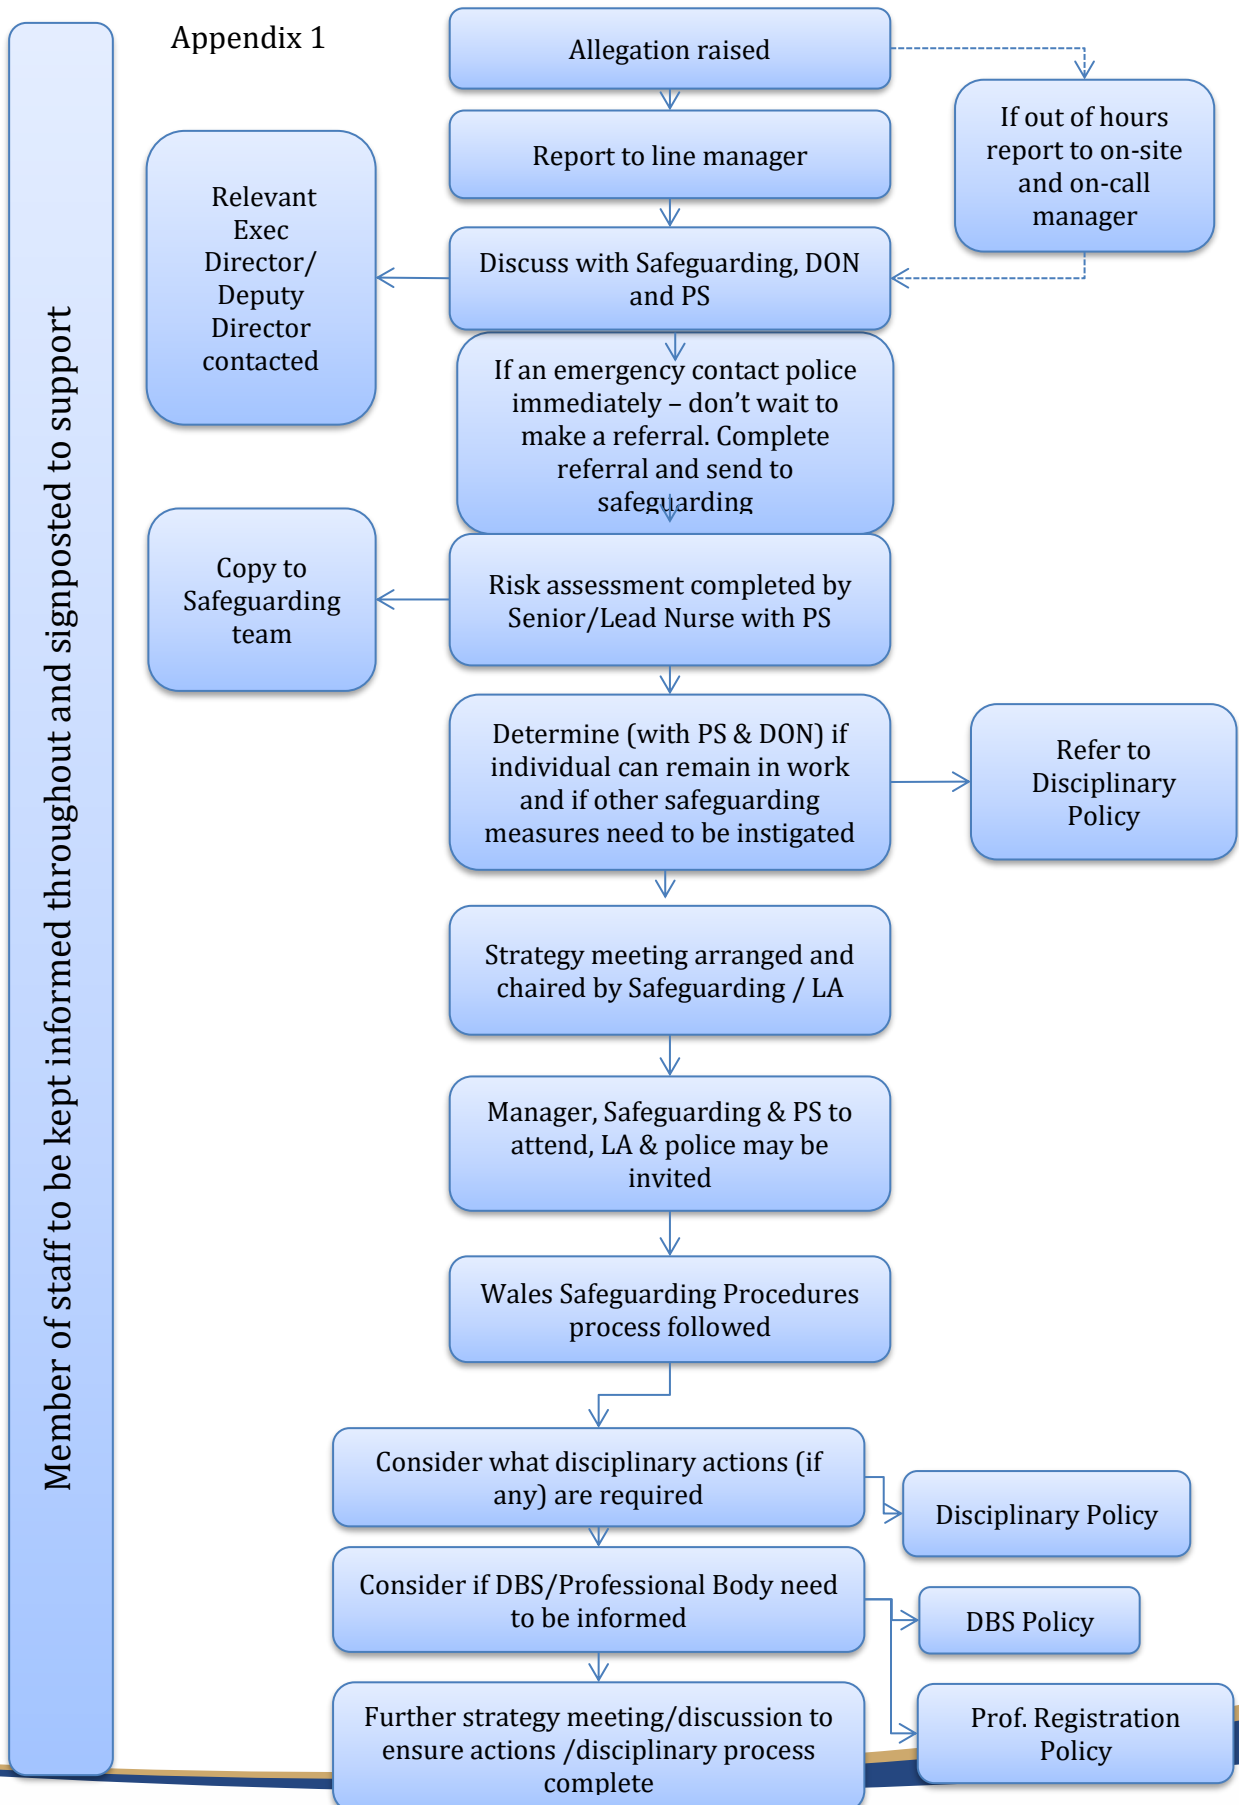 Appendix 1
Allegation raised
If out of hours
report to on-site
and on-call
manager
Report to line manager
Relevant
Exec
Director/
Deputy
Director
contacted
Discuss with Safeguarding, DON
and PS
If an emergency contact police
immediately – don’t wait to
make a referral. Complete
referral and send to
safeguarding
Copy to
Safeguarding
team
Risk assessment completed by
Senior/Lead Nurse with PS
Determine (with PS & DON) if
individual can remain in work
and if other safeguarding
measures need to be instigated
Refer to
Disciplinary
Policy
Strategy meeting arranged and
chaired by Safeguarding / LA
Manager, Safeguarding & PS to
attend, LA & police may be
invited
Wales Safeguarding Procedures
process followed
Consider what disciplinary actions (if
any) are required
Disciplinary Policy
Consider if DBS/Professional Body need
to be informed
DBS Policy
Prof. Registration
Policy
Further strategy meeting/discussion to
ensure actions /disciplinary process
complete
Member of staff to be kept informed throughout and signposted to support